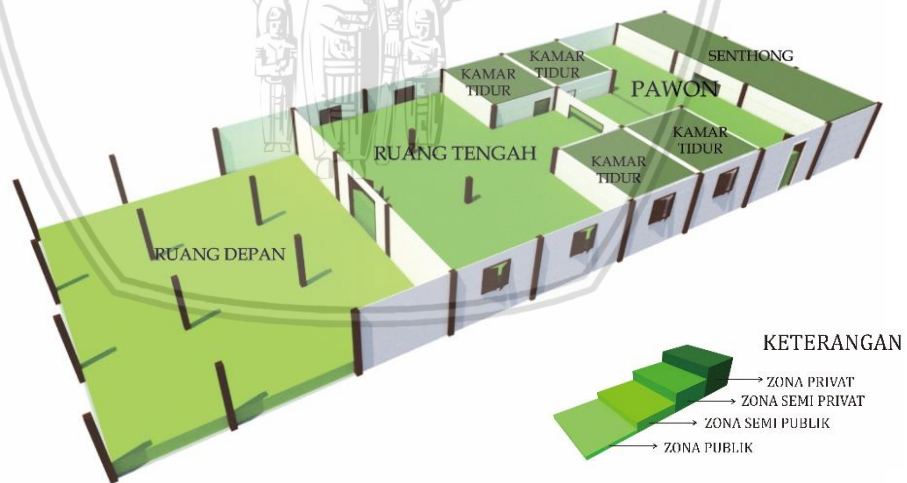 SENTHONG
KAMAR
TIDUR
KAMAR
TIDUR
PAWON
RUANG TENGAH
KAMAR
TIDUR
KAMAR
TIDUR
RUANG DEPAN
KETERANGAN
ZONA PRIVAT
ZONA SEMI PRIVAT
ZONA SEMI PUBLIK
ZONA PUBLIK